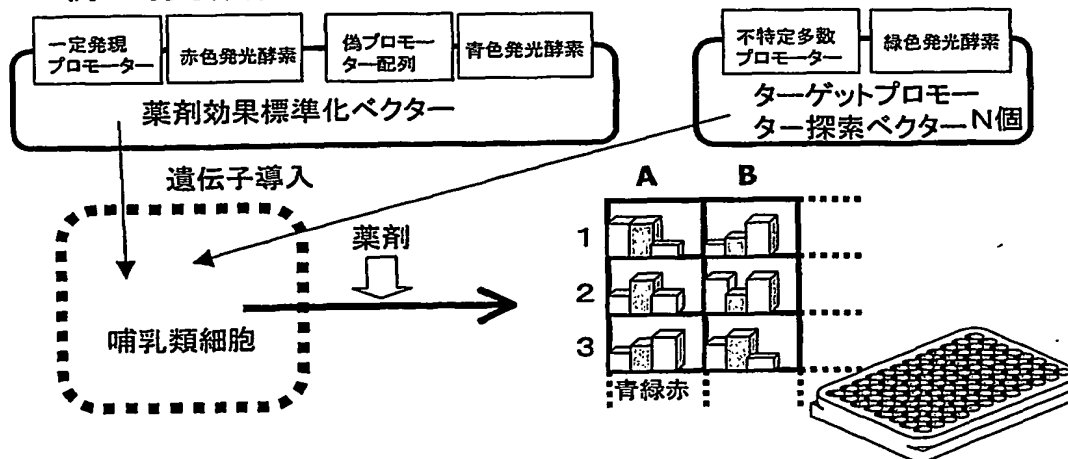 一定発現
プロモーター
赤色発光酵素
偽プロモー
ター配列
青色発光酵素
薬剤効果標準化ベクター
不特定多数
プロモーター
緑色発光酵素
ターゲットプロモー
ター探索ベクターN個
遺伝子導入
薬剤
哺乳類細胞
A B
1
2
3
青緑赤